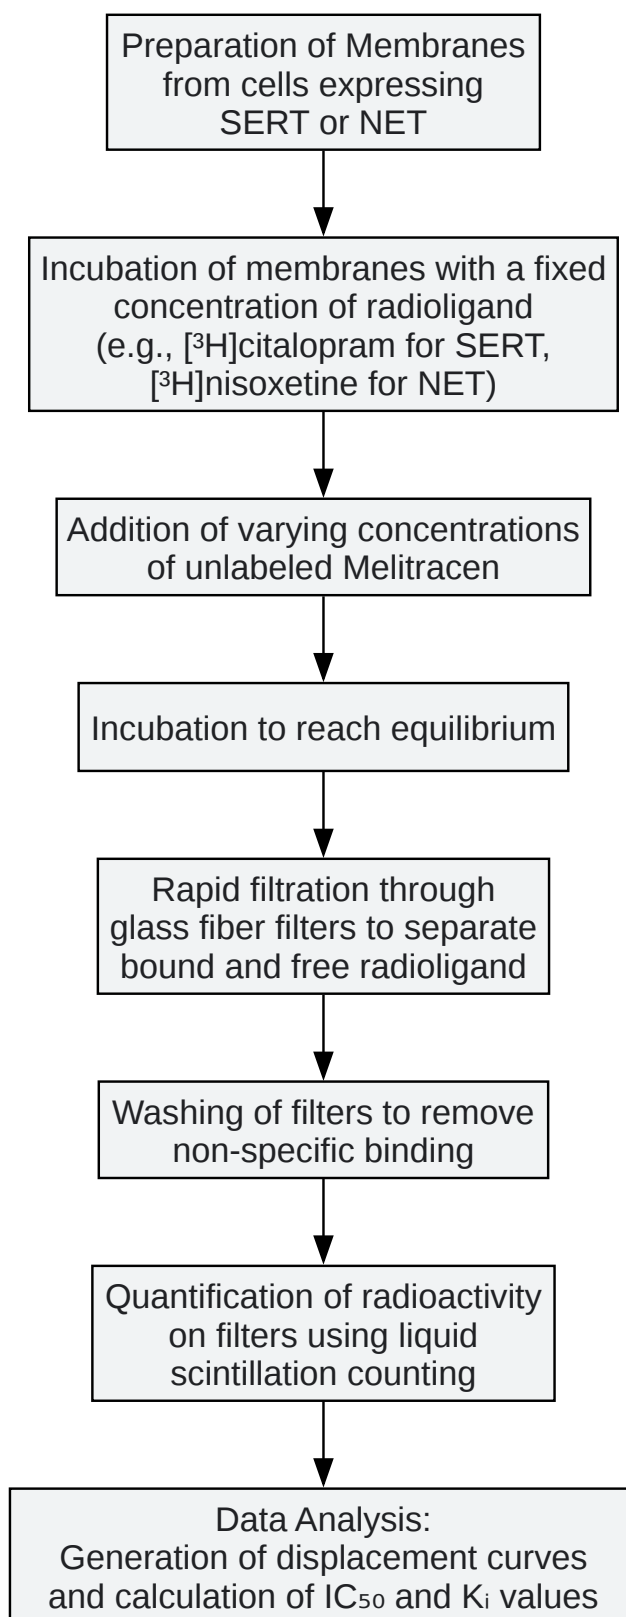 Preparation of Membranes
from cells expressing
SERT or NET
Incubation of membranes with a fixed
concentration of radioligand
(e.g., [³H]citalopram for SERT,
[³H]nisoxetine for NET)
Addition of varying concentrations
of unlabeled Melitracen
Incubation to reach equilibrium
Rapid filtration through
glass fiber filters to separate
bound and free radioligand
Washing of filters to remove
non-specific binding
Quantification of radioactivity
on filters using liquid
scintillation counting
Data Analysis:
Generation of displacement curves
and calculation of IC₅₀ and Kᵢ values